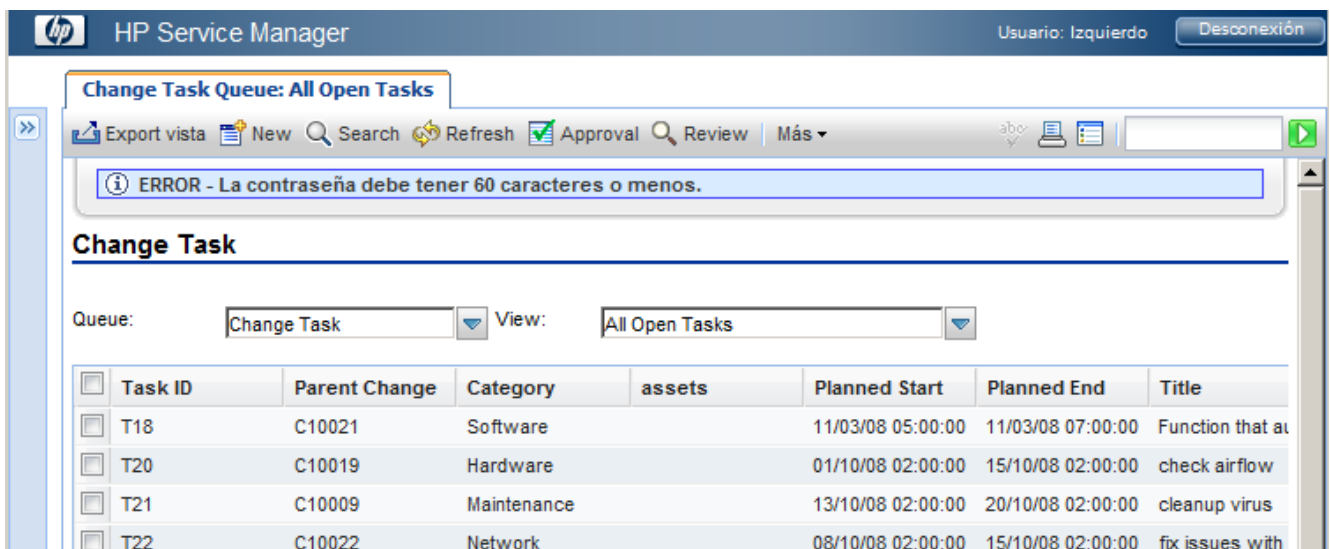 hp HP Service Manager Usuario: Izquierdo Desconexión
Change Task Queue: All Open Tasks
Export vista New Search Refresh Approval Review Más
ERROR - La contraseña debe tener 60 caracteres o menos.
Change Task
Queue: Change Task View: All Open Tasks
Task ID Parent Change Category assets Planned Start Planned End Title
T18 C10021 Software 11/03/08 05:00:00 11/03/08 07:00:00 Function that
T20 C10019 Hardware 01/10/08 02:00:00 15/10/08 02:00:00 check airflow
T21 C10009 Maintenance 13/10/08 02:00:00 20/10/08 02:00:00 cleanup virus
T22 C10022 Network 08/10/08 02:00:00 15/10/08 02:00:00 fix issues with